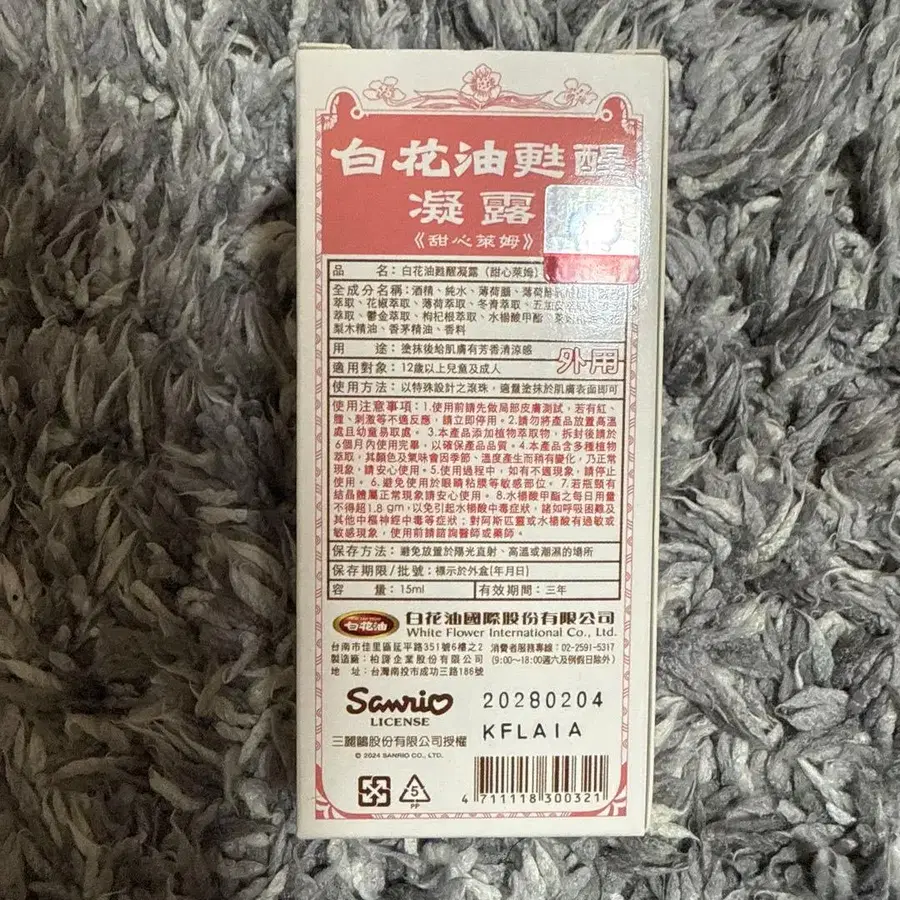 白花油甦醒
凝露
《甜心萊姆》
品　　名：白花油甦醒凝露（甜心萊姆）
全成分名稱：酒精、純水、薄荷腦、薄荷醇
萃取、花椒萃取、薄荷萃取、冬青萃取、五加皮
萃取、鬱金萃取、枸杞根萃取、水楊酸甲酯、
梨木精油、香茅精油、香料
用　　途：塗抹後給肌膚有芳香清涼感
外用
適用對象：12歲以上兒童及成人
使用方法：以特殊設計之滾珠，適量塗抹於肌膚表面即可
使用注意事項：1.使用前請先做局部皮膚測試，若有紅、
腫、刺激等不適反應，請立即停用。2.請勿將產品放置高溫
處且幼童易取處。3.本產品添加植物萃取物，拆封後請於
6個月內使用完畢，以確保產品品質。4.本產品含多種植物
萃取，其顏色及氣味會因季節、溫度產生而稍有變化，乃正常
現象，請安心使用。5.使用過程中，如有不適現象，請停止
使用。6.避免使用於眼睛粘膜等敏感部位。7.若瓶頸有
結晶體屬正常現象請安心使用。8.水楊酸甲酯之每日用量
不得超1.8gm，以免引起水楊酸中毒症狀，諸如呼吸困難及
其他中樞神經中毒等症狀；對阿斯匹靈或水楊酸有過敏或
敏感現象，使用前請諮詢醫師或藥師。
保存方法：避免放置於陽光直射、高溫或潮濕的場所
保存期限/批號：標示於外盒(年月日)
容　　量：15ml　有效期間：三年
白花油
白花油國際股份有限公司
White Flower International Co., Ltd.
台南市佳里區延平路351號6樓之2 消費者服務專線：02-2591-5317
製造廠：柏諢企業股份有限公司 (9:00~18:00週六及例假日除外)
地　址：台灣南投市成功三路186號
Sanrio
LICENSE
三麗鷗股份有限公司授權
© 2024 SANRIO CO., LTD.
20280204
KFLA1A
5
PP
4 711118 300321